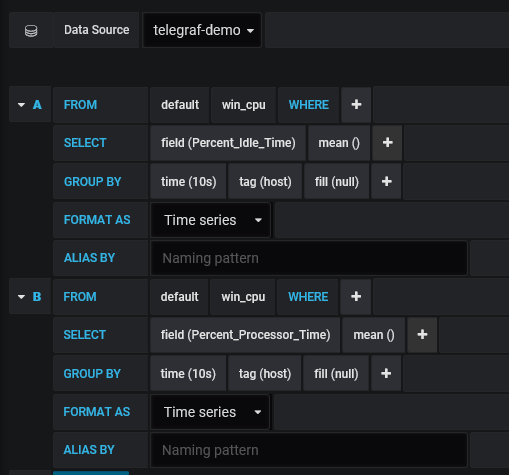 Data Source telegraf-demo
A FROM default win_cpu WHERE +
SELECT field (Percent_Idle_Time) mean () +
GROUP BY time (10s) tag (host) fill (null) +
FORMAT AS Time series
ALIAS BY Naming pattern
B FROM default win_cpu WHERE +
SELECT field (Percent_Processor_Time) mean () +
GROUP BY time (10s) tag (host) fill (null) +
FORMAT AS Time series
ALIAS BY Naming pattern